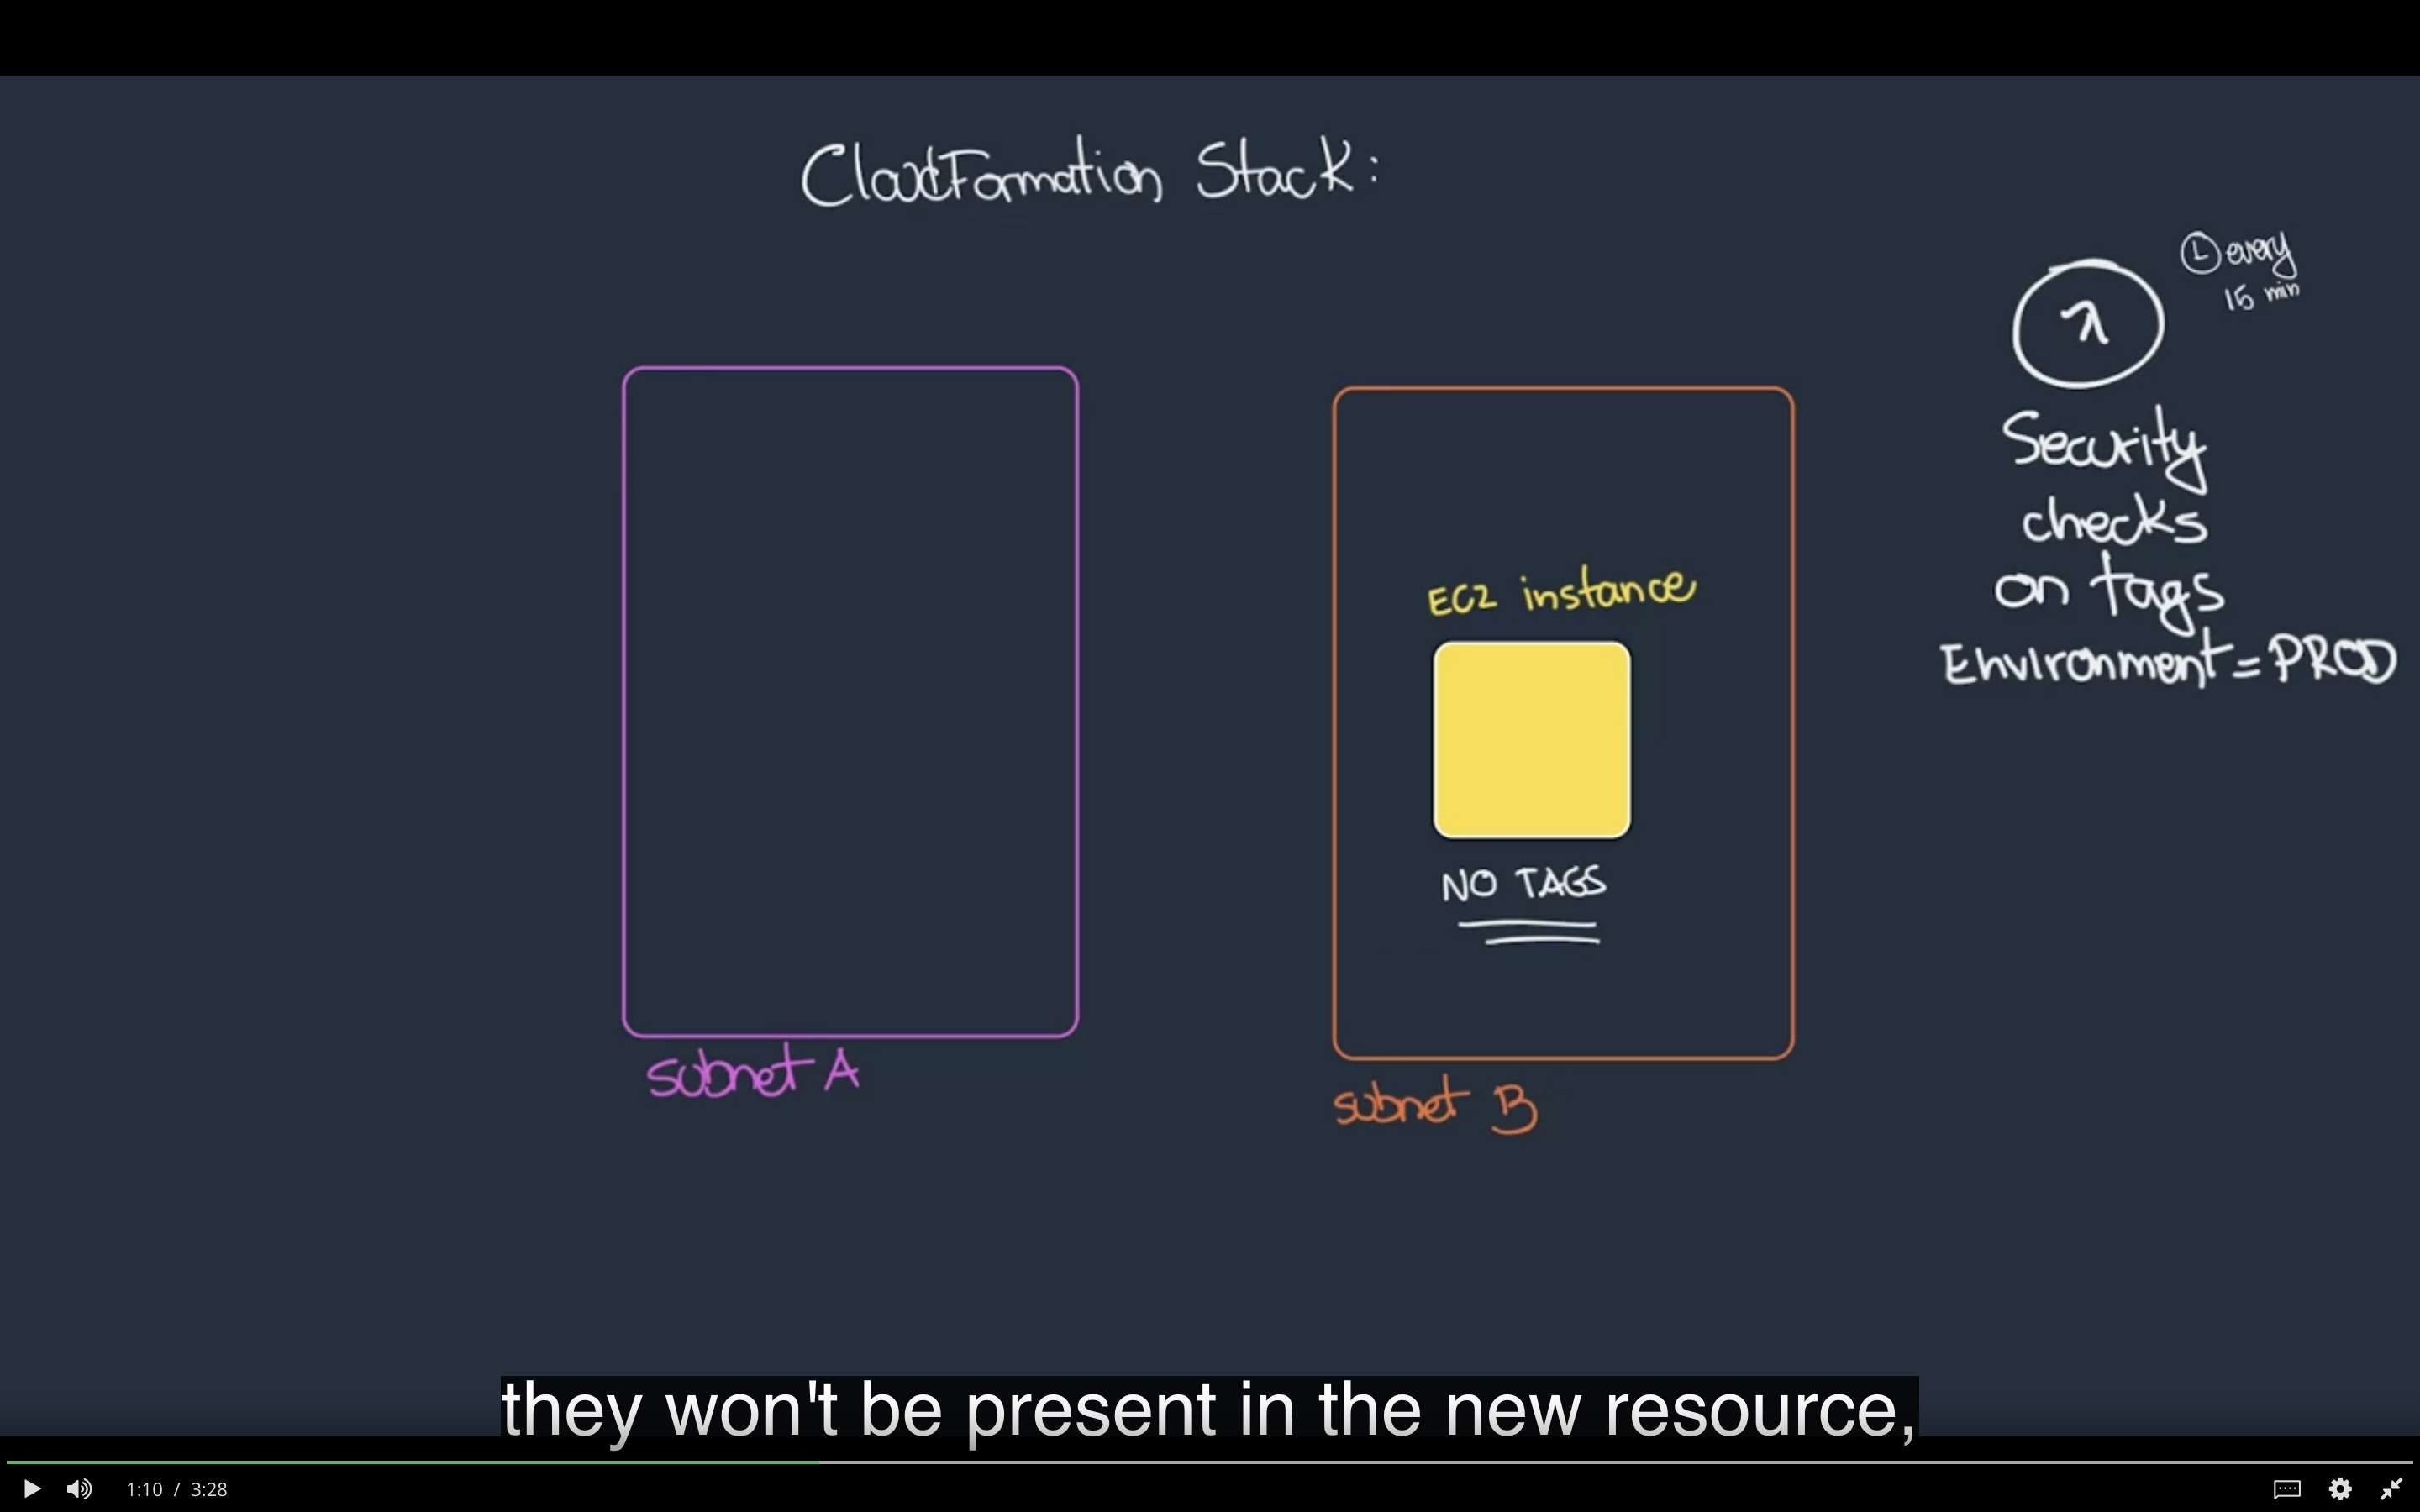 CloudFormation Stack:
every
15 min
λ
Security
checks
on tags
Environment=PROD
EC2 instance
NO TAGS
subnet A
subnet B
they won't be present in the new resource,
1:10 / 3:28